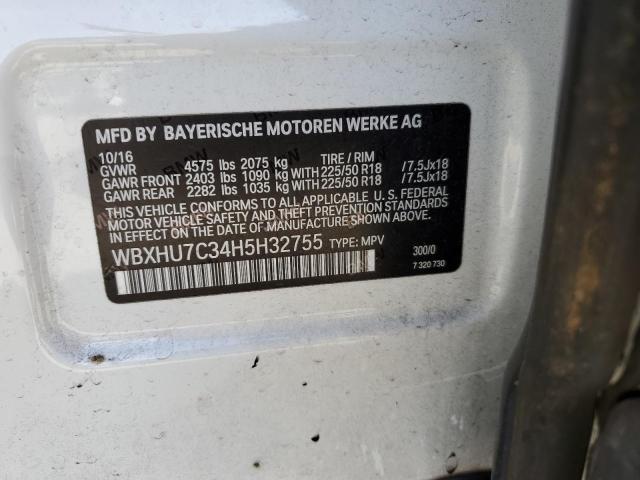 MFD BY BAYERISCHE MOTOREN WERKE AG
10/16
GVWR 4575 lbs 2075 kg TIRE / RIM
GAWR FRONT 2403 lbs 1090 kg WITH 225/50 R18 /7.5Jx18
GAWR REAR 2282 lbs 1035 kg WITH 225/50 R18 /7.5Jx18
THIS VEHICLE CONFORMS TO ALL APPLICABLE U. S. FEDERAL
MOTOR VEHICLE SAFETY AND THEFT PREVENTION STANDARDS
IN EFFECT ON THE DATE OF MANUFACTURE SHOWN ABOVE.
WBXHU7C34H5H32755 TYPE: MPV
300/0
7 320 730